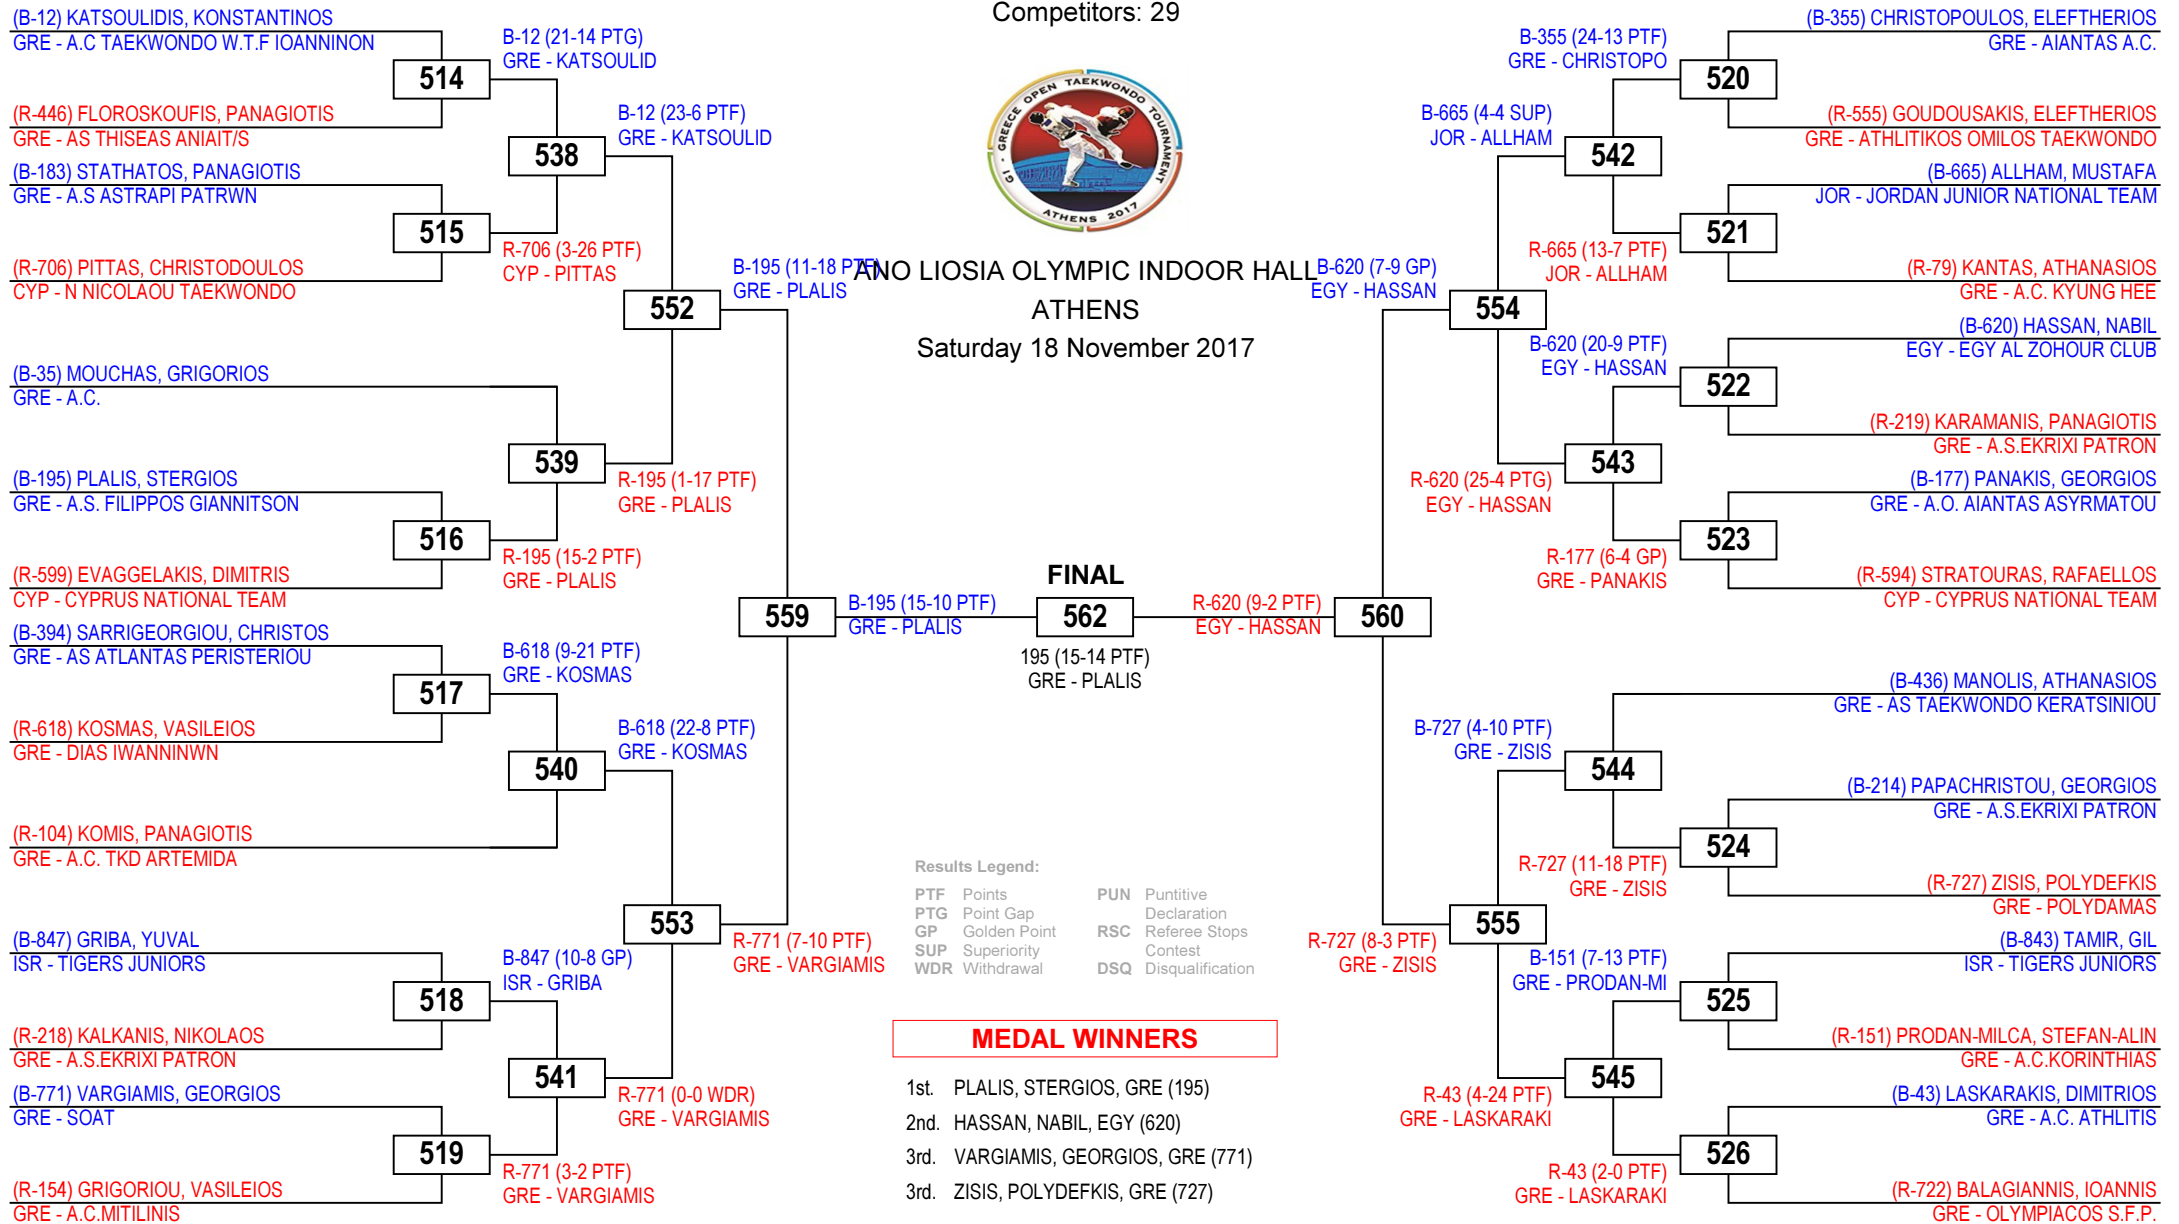 Competitors: 29
G1 - GREECE OPEN TAEKWONDO TOURNAMENT
ATHENS 2017
ANO LIOSIA OLYMPIC INDOOR HALL
ATHENS
Saturday 18 November 2017
(B-12) KATSOULIDIS, KONSTANTINOS
GRE - A.C TAEKWONDO W.T.F IOANNINON
514
(R-446) FLOROSKOUFIS, PANAGIOTIS
GRE - AS THISEAS ANIAIT/S
(B-183) STATHATOS, PANAGIOTIS
GRE - A.S ASTRAPI PATRWN
515
(R-706) PITTAS, CHRISTODOULOS
CYP - N NICOLAOU TAEKWONDO
(B-35) MOUCHAS, GRIGORIOS
GRE - A.C.
(B-195) PLALIS, STERGIOS
GRE - A.S. FILIPPOS GIANNITSON
516
(R-599) EVAGGELAKIS, DIMITRIS
CYP - CYPRUS NATIONAL TEAM
(B-394) SARRIGEORGIOU, CHRISTOS
GRE - AS ATLANTAS PERISTERIOU
517
(R-618) KOSMAS, VASILEIOS
GRE - DIAS IWANNINWN
(R-104) KOMIS, PANAGIOTIS
GRE - A.C. TKD ARTEMIDA
(B-847) GRIBA, YUVAL
ISR - TIGERS JUNIORS
518
(R-218) KALKANIS, NIKOLAOS
GRE - A.S.EKRIXI PATRON
(B-771) VARGIAMIS, GEORGIOS
GRE - SOAT
519
(R-154) GRIGORIOU, VASILEIOS
GRE - A.C.MITILINIS
B-12 (21-14 PTG)
GRE - KATSOULID
538
R-706 (3-26 PTF)
CYP - PITTAS
539
R-195 (15-2 PTF)
GRE - PLALIS
B-618 (9-21 PTF)
GRE - KOSMAS
540
B-847 (10-8 GP)
ISR - GRIBA
541
R-771 (3-2 PTF)
GRE - VARGIAMIS
B-12 (23-6 PTF)
GRE - KATSOULID
552
R-195 (1-17 PTF)
GRE - PLALIS
B-618 (22-8 PTF)
GRE - KOSMAS
553
R-771 (0-0 WDR)
GRE - VARGIAMIS
B-195 (11-18 PTF)
GRE - PLALIS
559
R-771 (7-10 PTF)
GRE - VARGIAMIS
B-195 (15-10 PTF)
GRE - PLALIS
FINAL
562
195 (15-14 PTF)
GRE - PLALIS
R-620 (9-2 PTF)
EGY - HASSAN
560
B-620 (7-9 GP)
EGY - HASSAN
R-727 (8-3 PTF)
GRE - ZISIS
B-665 (4-4 SUP)
JOR - ALLHAM
554
R-620 (25-4 PTG)
EGY - HASSAN
B-727 (4-10 PTF)
GRE - ZISIS
555
R-43 (4-24 PTF)
GRE - LASKARAKI
B-355 (24-13 PTF)
GRE - CHRISTOPO
542
R-665 (13-7 PTF)
JOR - ALLHAM
B-620 (20-9 PTF)
EGY - HASSAN
543
R-177 (6-4 GP)
GRE - PANAKIS
544
R-727 (11-18 PTF)
GRE - ZISIS
B-151 (7-13 PTF)
GRE - PRODAN-MI
545
R-43 (2-0 PTF)
GRE - LASKARAKI
(B-355) CHRISTOPOULOS, ELEFTHERIOS
GRE - AIANTAS A.C.
520
(R-555) GOUDOUSAKIS, ELEFTHERIOS
GRE - ATHLITIKOS OMILOS TAEKWONDO
(B-665) ALLHAM, MUSTAFA
JOR - JORDAN JUNIOR NATIONAL TEAM
521
(R-79) KANTAS, ATHANASIOS
GRE - A.C. KYUNG HEE
(B-620) HASSAN, NABIL
EGY - EGY AL ZOHOUR CLUB
522
(R-219) KARAMANIS, PANAGIOTIS
GRE - A.S.EKRIXI PATRON
(B-177) PANAKIS, GEORGIOS
GRE - A.O. AIANTAS ASYRMATOU
523
(R-594) STRATOURAS, RAFAELLOS
CYP - CYPRUS NATIONAL TEAM
(B-436) MANOLIS, ATHANASIOS
GRE - AS TAEKWONDO KERATSINIOU
(B-214) PAPACHRISTOU, GEORGIOS
GRE - A.S.EKRIXI PATRON
524
(R-727) ZISIS, POLYDEFKIS
GRE - POLYDAMAS
(B-843) TAMIR, GIL
ISR - TIGERS JUNIORS
525
(R-151) PRODAN-MILCA, STEFAN-ALIN
GRE - A.C.KORINTHIAS
(B-43) LASKARAKIS, DIMITRIOS
GRE - A.C. ATHLITIS
526
(R-722) BALAGIANNIS, IOANNIS
GRE - OLYMPIACOS S.F.P.
Results Legend:
PTF Points PUN Puntitive
PTG Point Gap Declaration
GP Golden Point RSC Referee Stops
SUP Superiority Contest
WDR Withdrawal DSQ Disqualification
MEDAL WINNERS
1st. PLALIS, STERGIOS, GRE (195)
2nd. HASSAN, NABIL, EGY (620)
3rd. VARGIAMIS, GEORGIOS, GRE (771)
3rd. ZISIS, POLYDEFKIS, GRE (727)